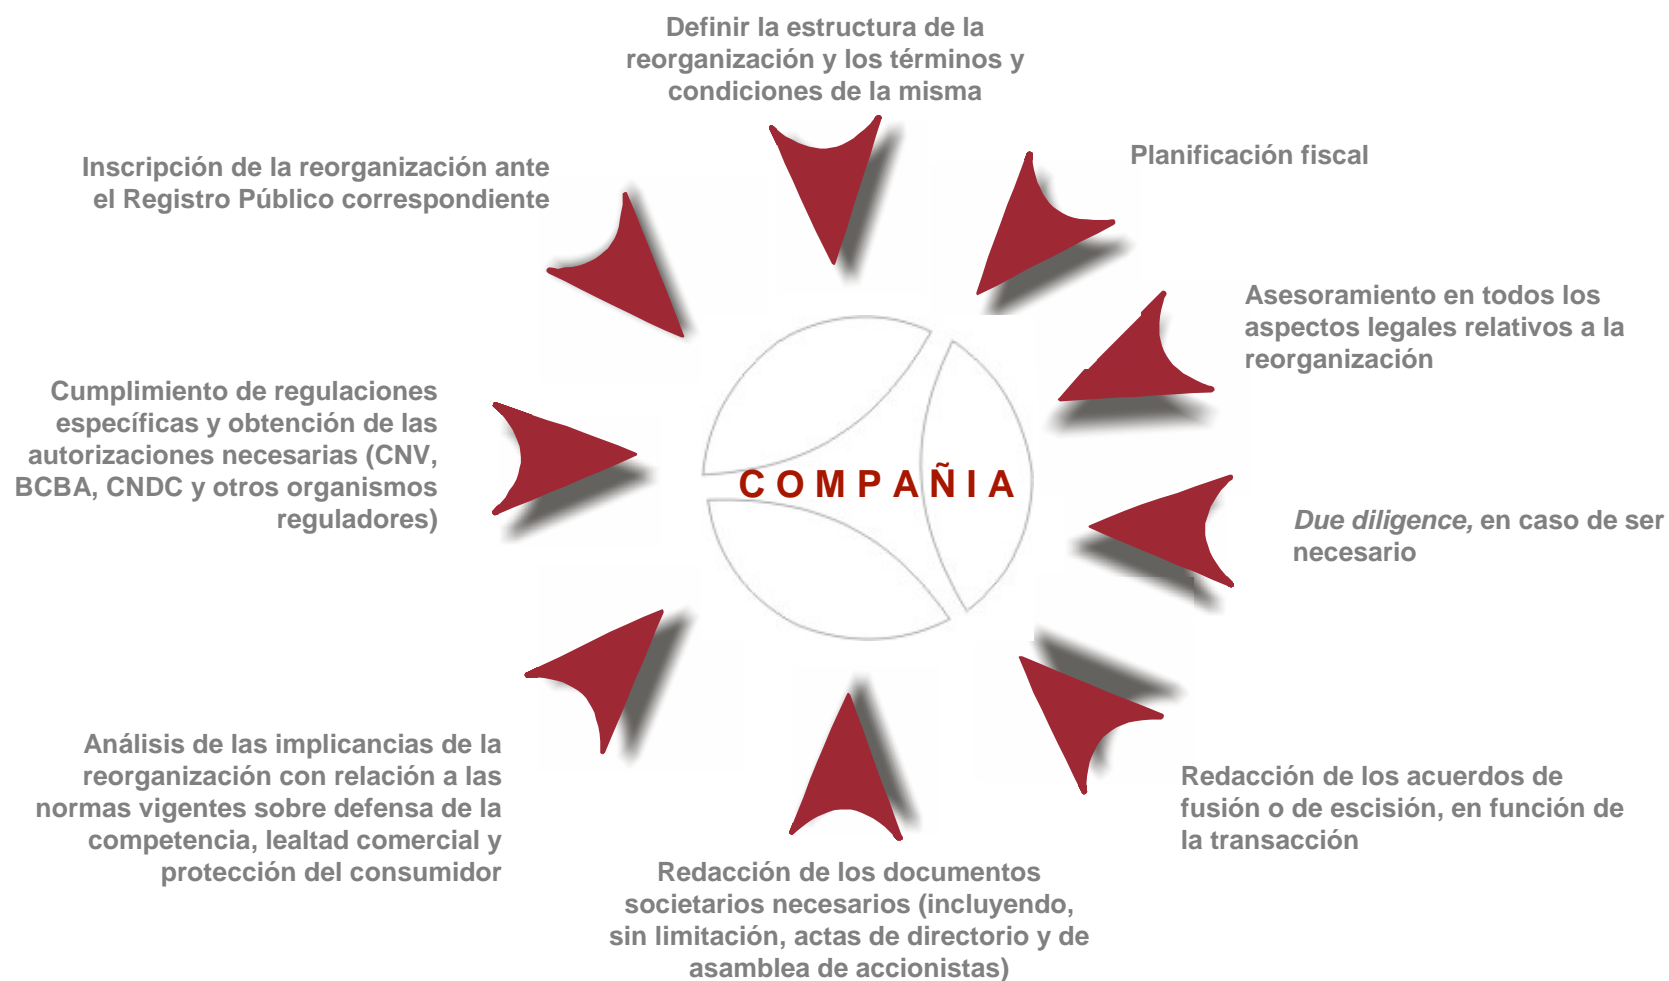 Definir la estructura de la
reorganización y los términos y
condiciones de la misma
Planificación fiscal
Asesoramiento en todos los
aspectos legales relativos a la
reorganización
Due diligence, en caso de ser
necesario
Redacción de los acuerdos de
fusión o de escisión, en función de
la transacción
Redacción de los documentos
societarios necesarios (incluyendo,
sin limitación, actas de directorio y de
asamblea de accionistas)
Análisis de las implicancias de la
reorganización con relación a las
normas vigentes sobre defensa de la
competencia, lealtad comercial y
protección del consumidor
Cumplimiento de regulaciones
específicas y obtención de las
autorizaciones necesarias (CNV,
BCBA, CNDC y otros organismos
reguladores)
Inscripción de la reorganización ante
el Registro Público correspondiente
COMPAÑIA